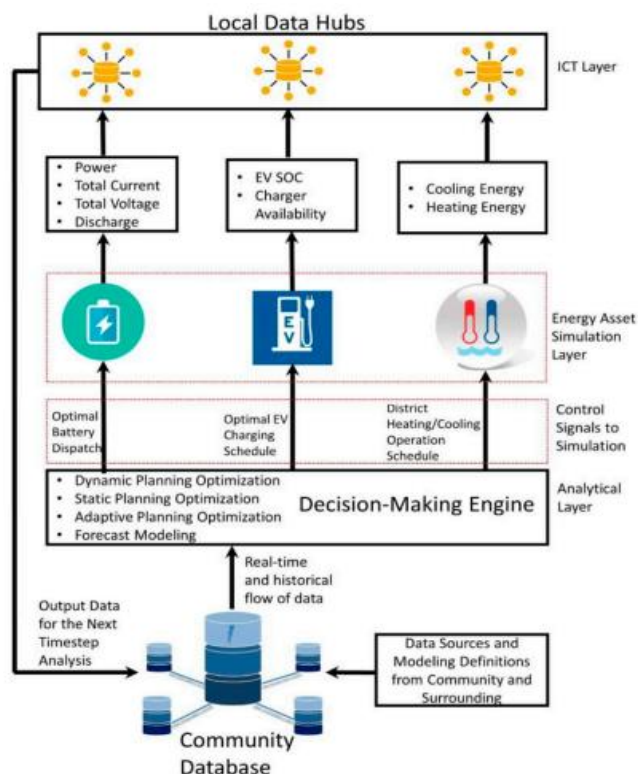 Local Data Hubs
ICT Layer
• Power
• Total Current
• Total Voltage
• Discharge
• EV SOC
• Charger
Availability
• Cooling Energy
• Heating Energy
EV
Energy Asset
Simulation
Layer
Optimal
Battery
Dispatch
Optimal EV
Charging
Schedule
District
Heating/Cooling
Operation
Schedule
Control
Signals to
Simulation
• Dynamic Planning Optimization
• Static Planning Optimization
• Adaptive Planning Optimization
• Forecast Modeling
Decision-Making Engine
Analytical
Layer
Real-time
and historical
flow of data
Output Data
for the Next
Timestep
Analysis
Data Sources and
Modeling Definitions
from Community and
Surrounding
Community
Database